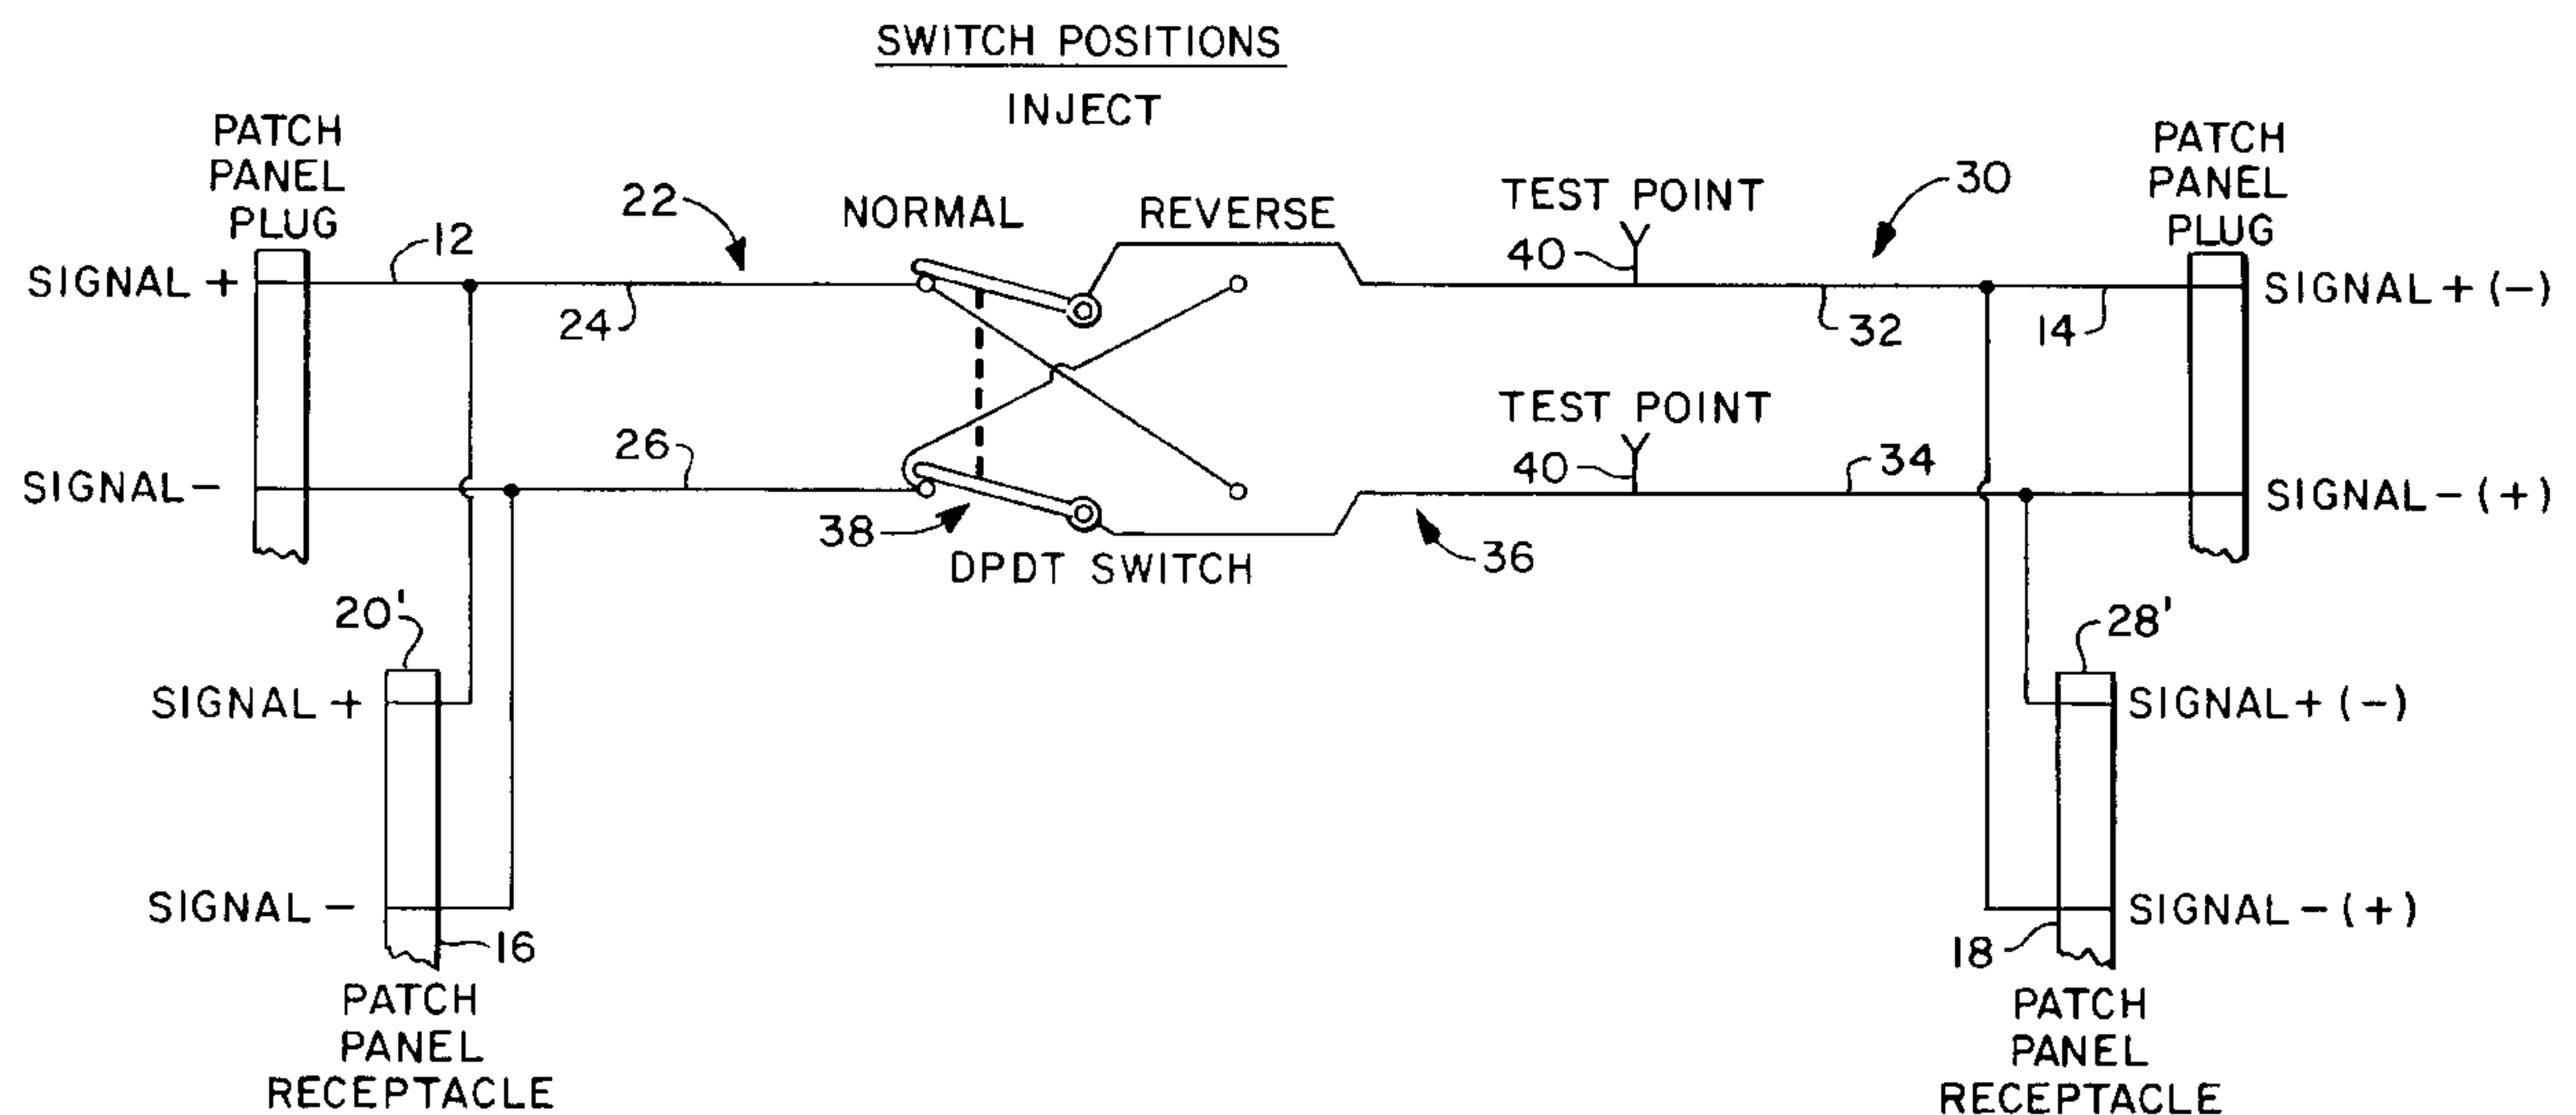 SWITCH POSITIONS
INJECT
PATCH
PANEL
PLUG
PATCH
PANEL
PLUG
12
22
NORMAL
REVERSE
TEST POINT
40
30
SIGNAL +
24
32
14
SIGNAL + (-)
26
TEST POINT
40
34
SIGNAL -
38
DPDT SWITCH
36
SIGNAL - (+)
20'
28'
SIGNAL +
SIGNAL + (-)
SIGNAL -
SIGNAL - (+)
16
18
PATCH
PANEL
RECEPTACLE
PATCH
PANEL
RECEPTACLE